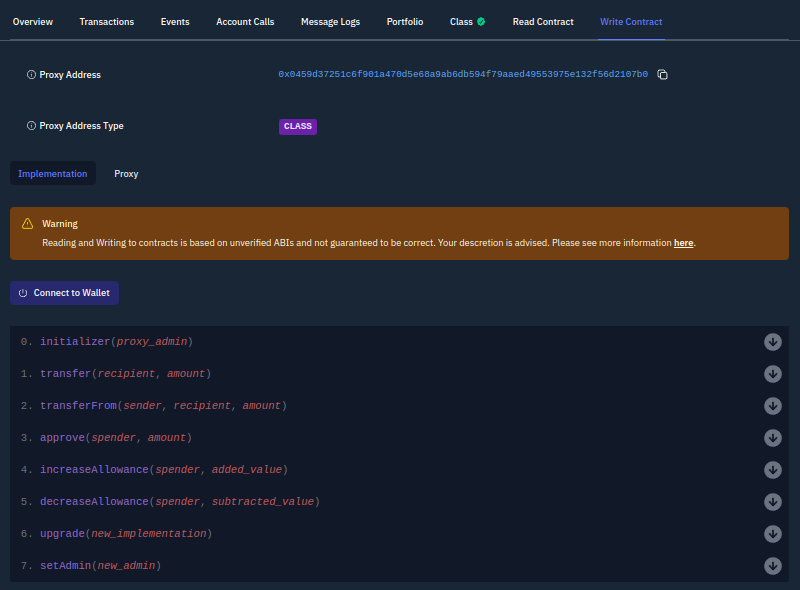 Overview Transactions Events Account Calls Message Logs Portfolio Class Read Contract Write Contract
Proxy Address 0x0459d37251c6f901a470d5e68a9ab6db594f79aaed49553975e132f56d2107b0
Proxy Address Type CLASS
Implementation Proxy
Warning
Reading and Writing to contracts is based on unverified ABIs and not guaranteed to be correct. Your descretion is advised. Please see more information here.
Connect to Wallet
0. initializer(proxy_admin)
1. transfer(recipient, amount)
2. transferFrom(sender, recipient, amount)
3. approve(spender, amount)
4. increaseAllowance(spender, added_value)
5. decreaseAllowance(spender, subtracted_value)
6. upgrade(new_implementation)
7. setAdmin(new_admin)